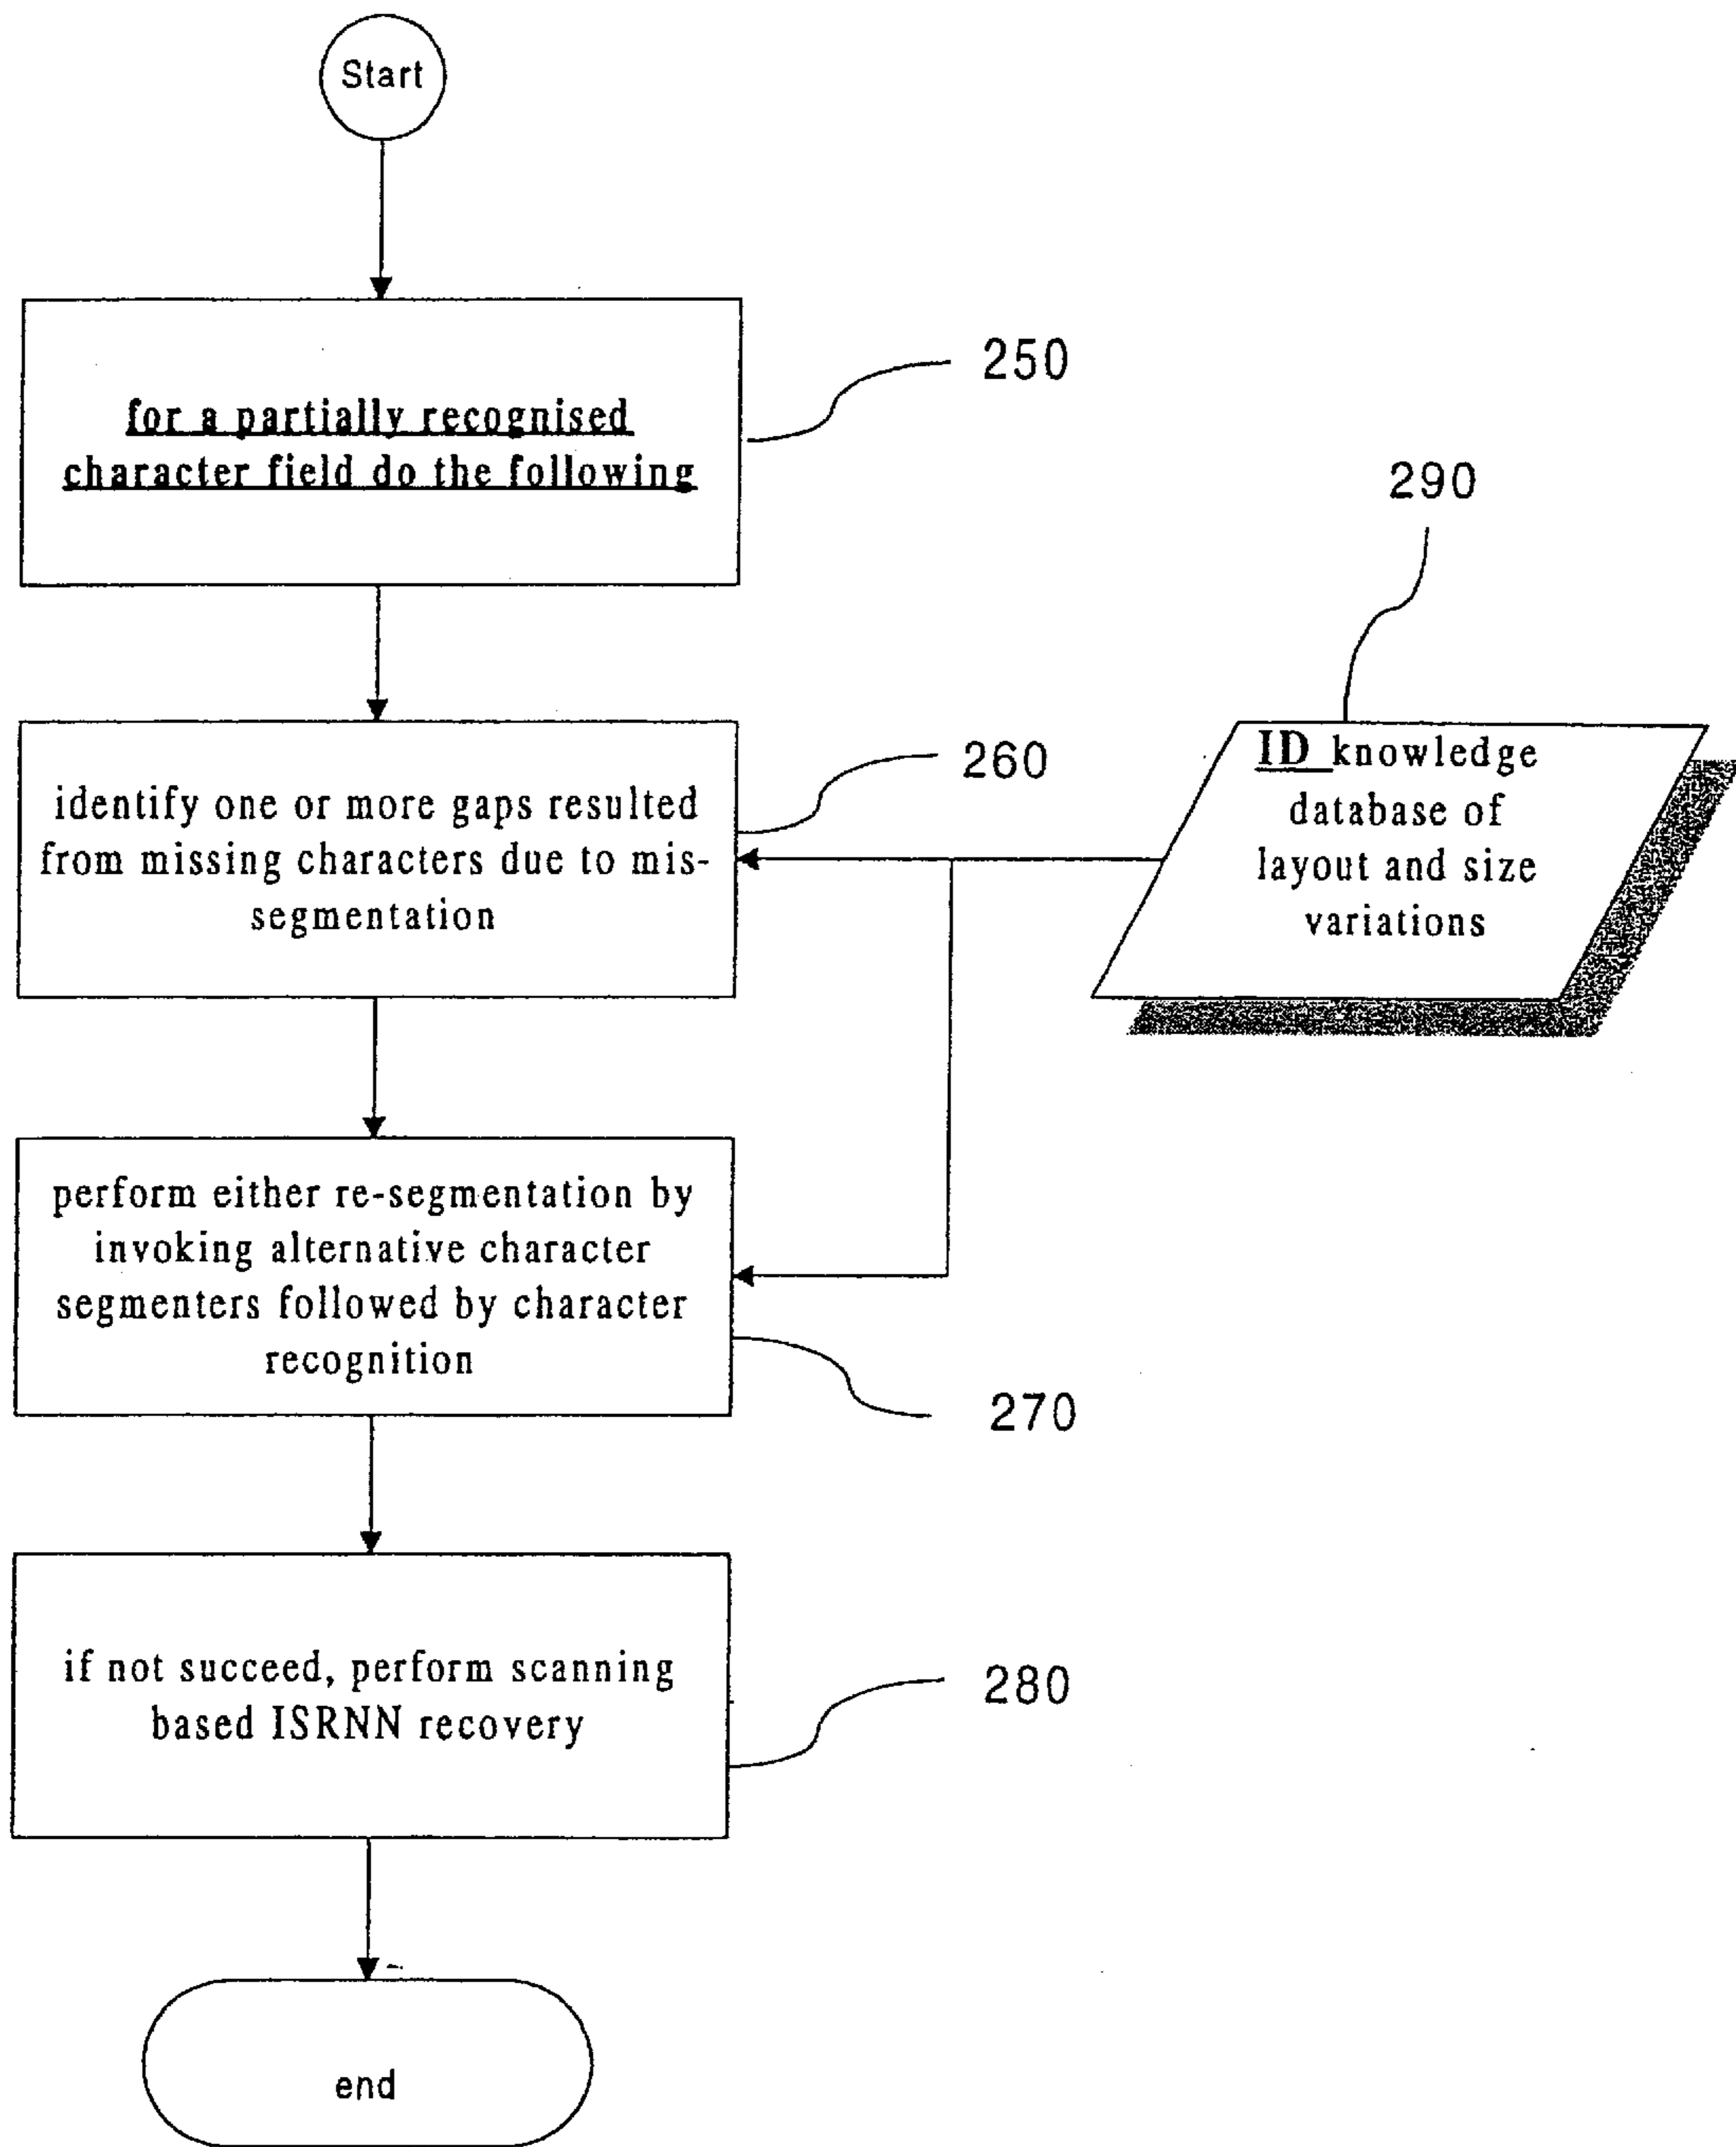 Start
for a partially recognised
character field do the following
250
290
ID knowledge
database of
layout and size
variations
260
identify one or more gaps resulted
from missing characters due to mis-
segmentation
perform either re-segmentation by
invoking alternative character
segmenters followed by character
recognition
270
if not succeed, perform scanning
based ISRNN recovery
280
end